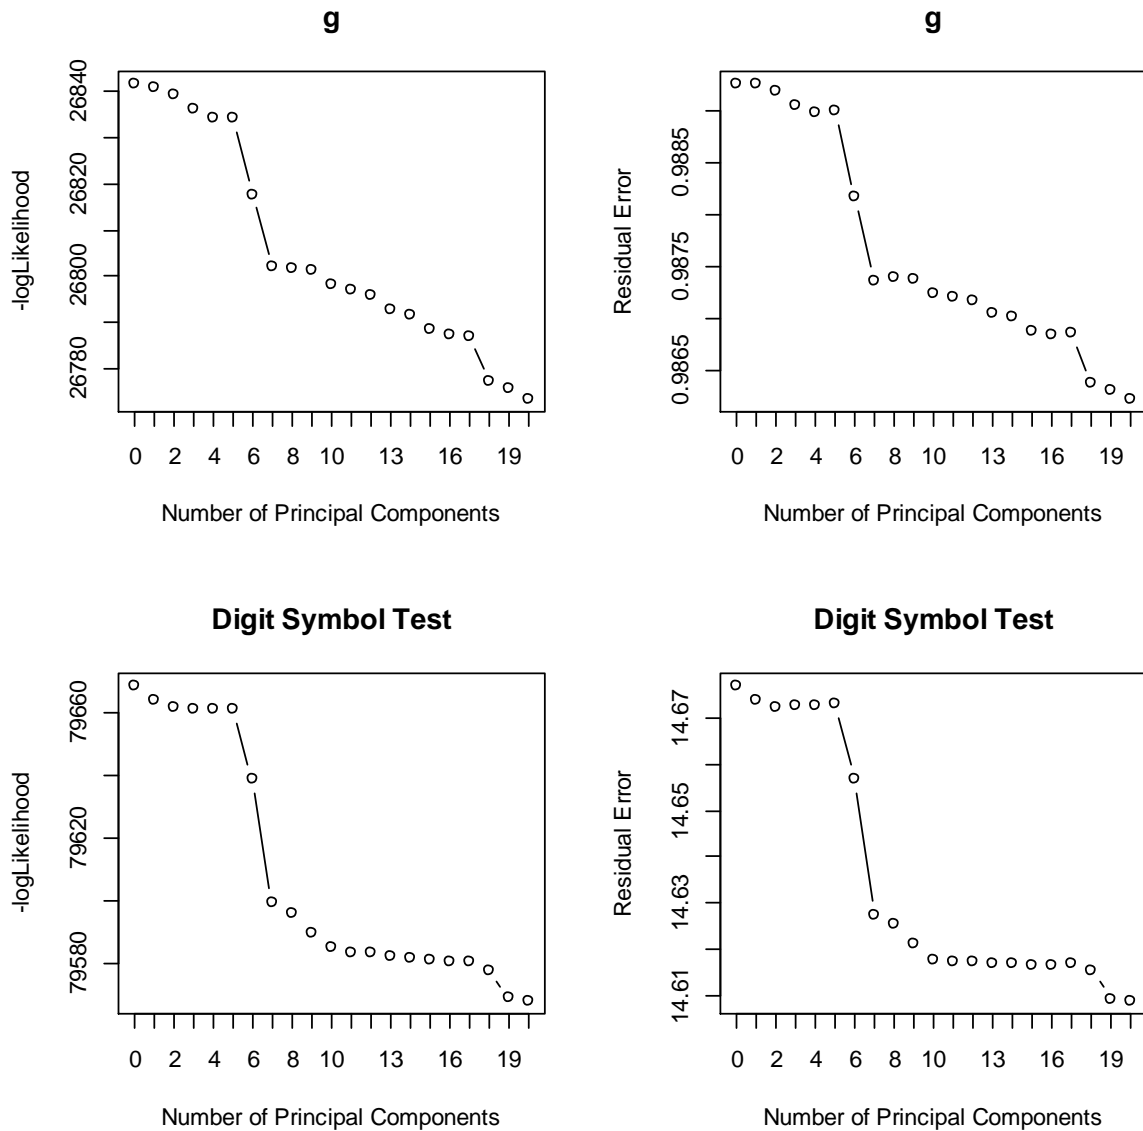 g
-logLikelihood
26840
26820
26800
26780
0 2 4 6 8 10 13 16 19
Number of Principal Components
g
Residual Error
0.9885
0.9875
0.9865
0 2 4 6 8 10 13 16 19
Number of Principal Components
Digit Symbol Test
-logLikelihood
79660
79620
79580
0 2 4 6 8 10 13 16 19
Number of Principal Components
Digit Symbol Test
Residual Error
14.67
14.65
14.63
14.61
0 2 4 6 8 10 13 16 19
Number of Principal Components